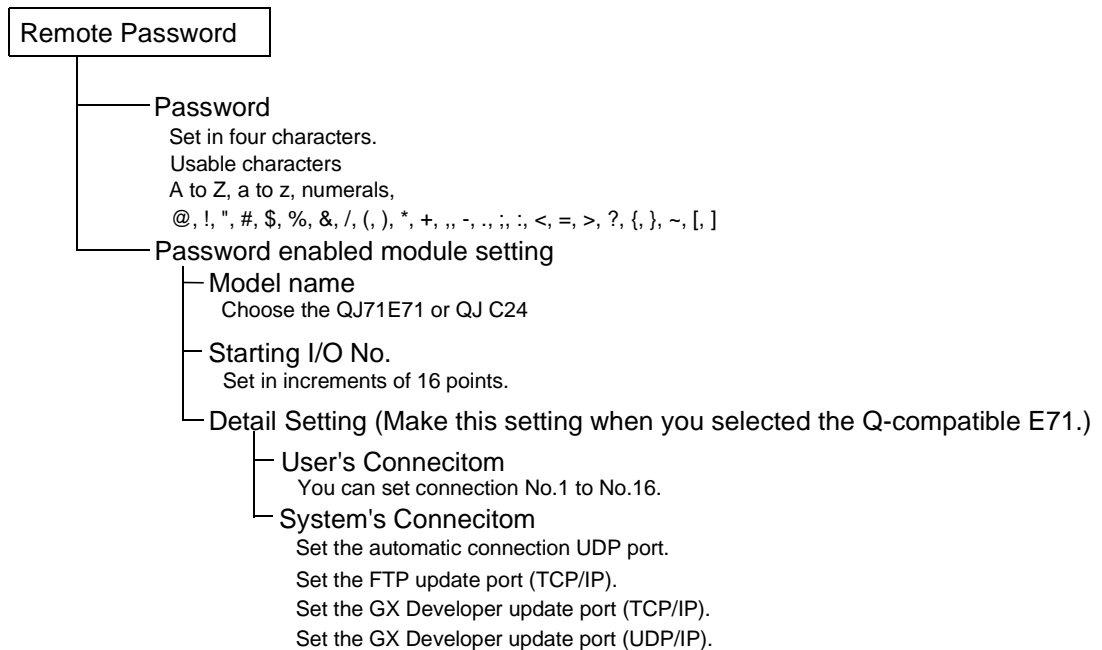 Remote Password
Password
Set in four characters.
Usable characters
A to Z, a to z, numerals,
@, !, ", #, $, %, &, /, (, ), *, +, ,, -, ., ;, :, <, =, >, ?, {, }, ~, [, ]
Password enabled module setting
Model name
Choose the QJ71E71 or QJ C24
Starting I/O No.
Set in increments of 16 points.
Detail Setting (Make this setting when you selected the Q-compatible E71.)
User's Connecitom
You can set connection No.1 to No.16.
System's Connecitom
Set the automatic connection UDP port.
Set the FTP update port (TCP/IP).
Set the GX Developer update port (TCP/IP).
Set the GX Developer update port (UDP/IP).